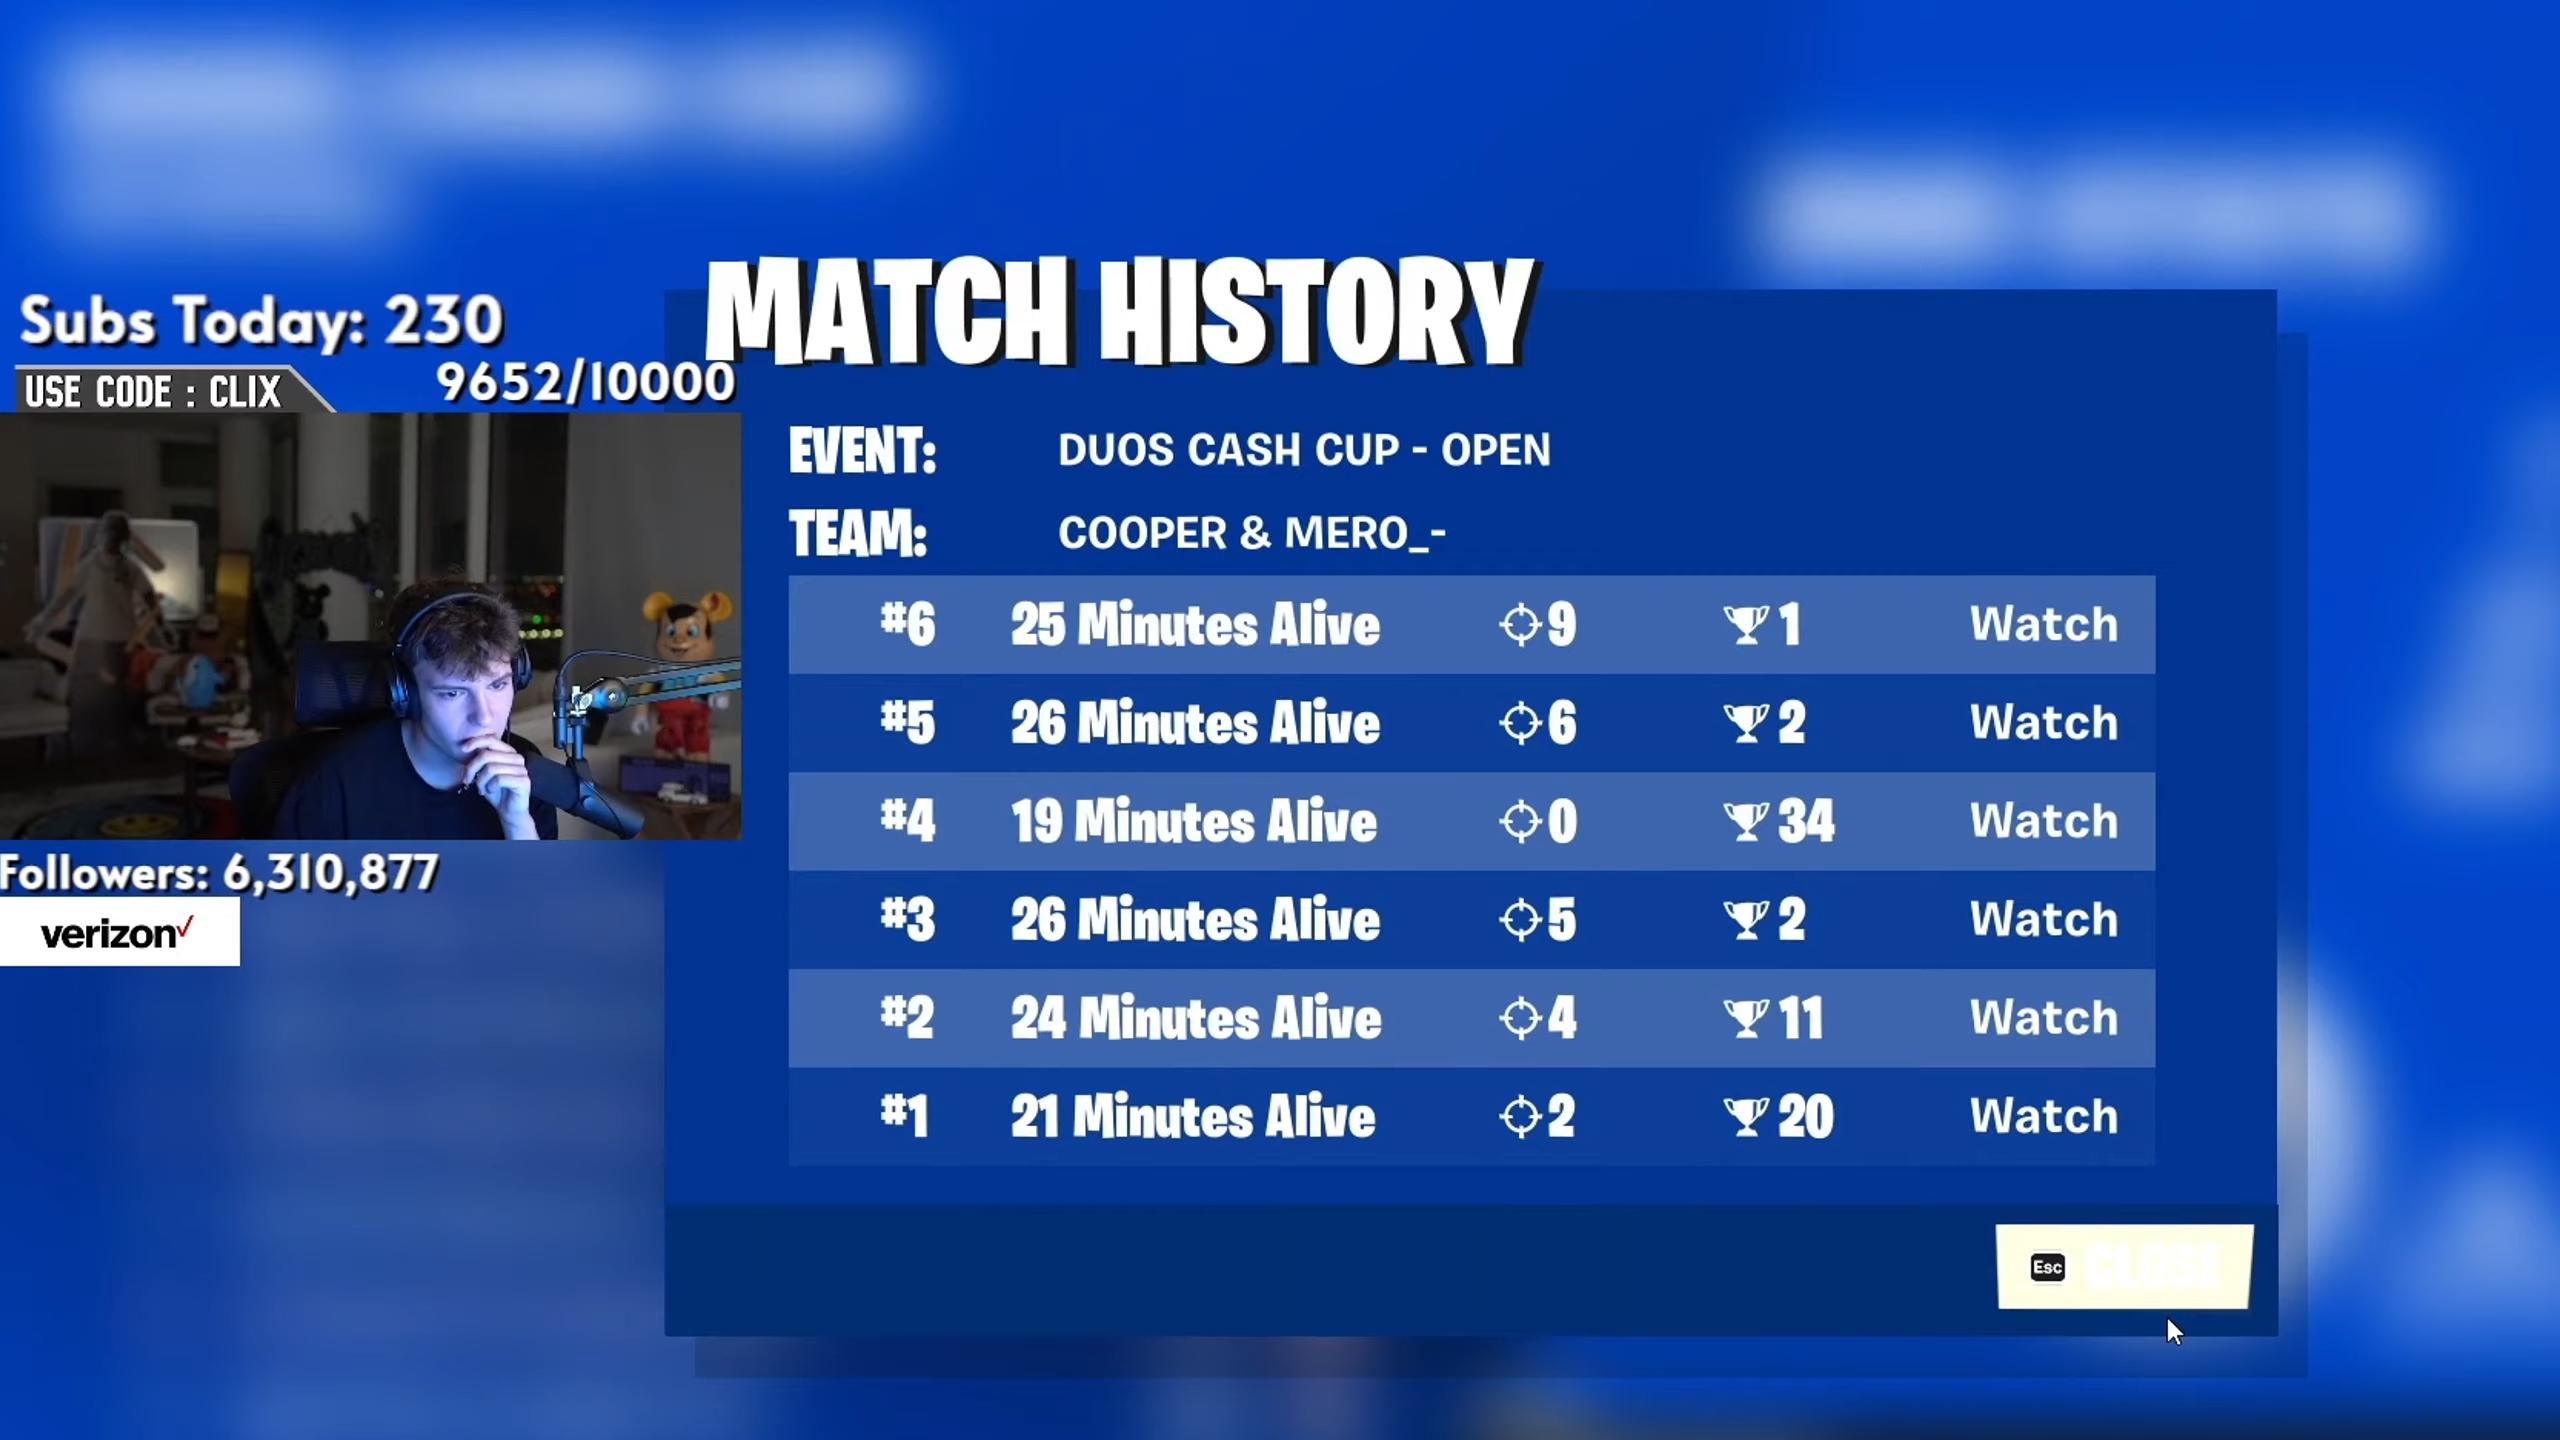 MATCH HISTORY
Subs Today: 230
9652/10000
USE CODE : CLIX
EVENT: DUOS CASH CUP - OPEN
TEAM: COOPER & MERO_-
#6 25 Minutes Alive 9 1 Watch
#5 26 Minutes Alive 6 2 Watch
#4 19 Minutes Alive 0 34 Watch
#3 26 Minutes Alive 5 2 Watch
#2 24 Minutes Alive 4 11 Watch
#1 21 Minutes Alive 2 20 Watch
Followers: 6,310,877
verizon
Esc CLOSE